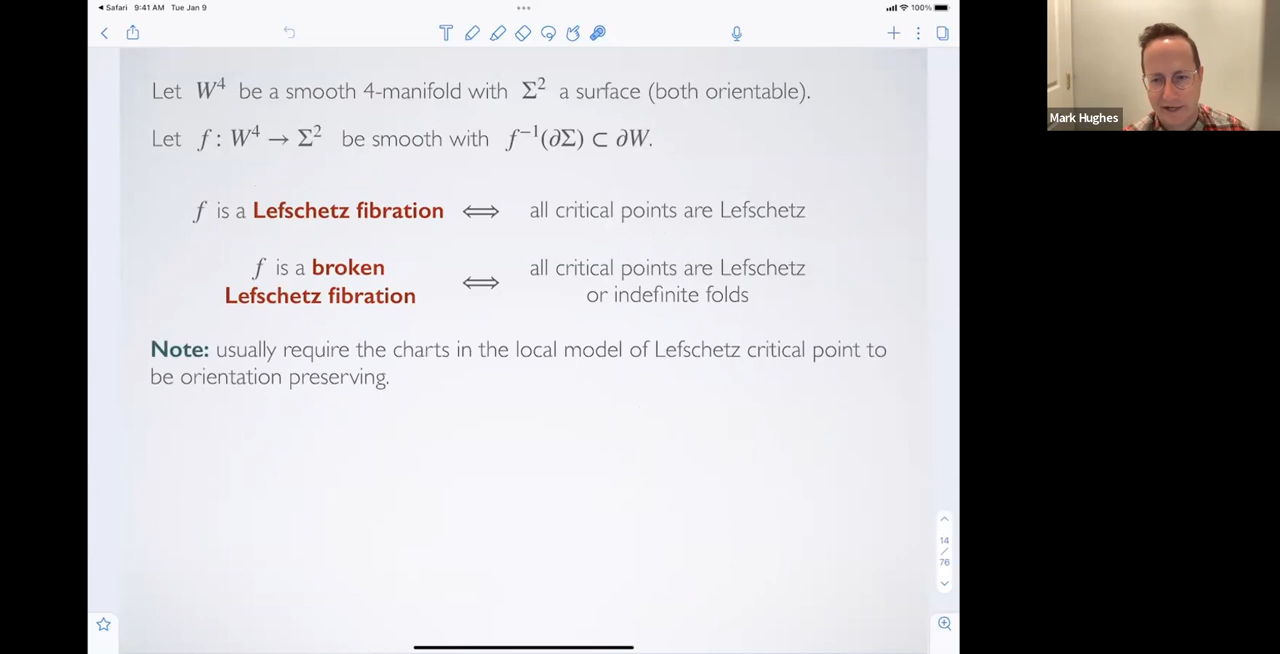 Safari 9:41 AM Tue Jan 9
100%
Let W⁴ be a smooth 4-manifold with Σ² a surface (both orientable).
Let f : W⁴ → Σ² be smooth with f⁻¹(∂Σ) ⊂ ∂W.
f is a Lefschetz fibration ⟺ all critical points are Lefschetz
f is a broken
Lefschetz fibration
⟺
all critical points are Lefschetz
or indefinite folds
Note: usually require the charts in the local model of Lefschetz critical point to
be orientation preserving.
14
/
76
Mark Hughes